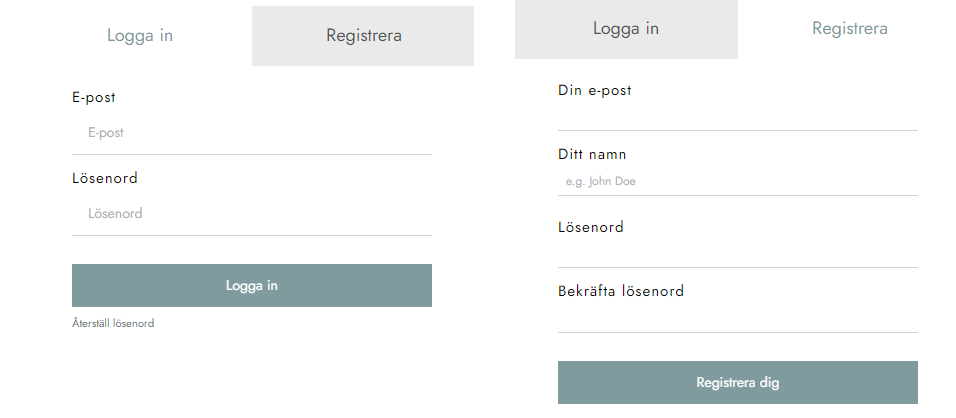 Logga in
Registrera
E-post
E-post
Lösenord
Lösenord
Logga in
Återställ lösenord
Logga in
Registrera
Din e-post
Ditt namn
e.g. John Doe
Lösenord
Bekräfta lösenord
Registrera dig